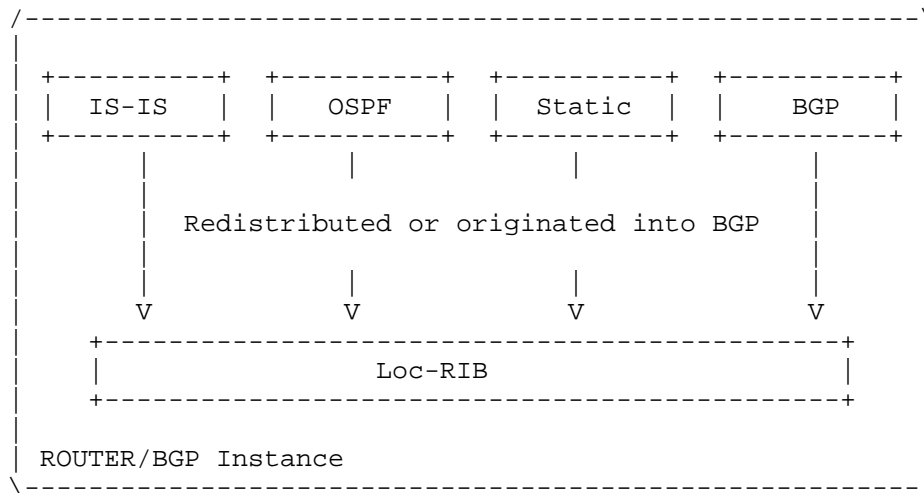 IS-IS OSPF Static BGP
Redistributed or originated into BGP
Loc-RIB
ROUTER/BGP Instance